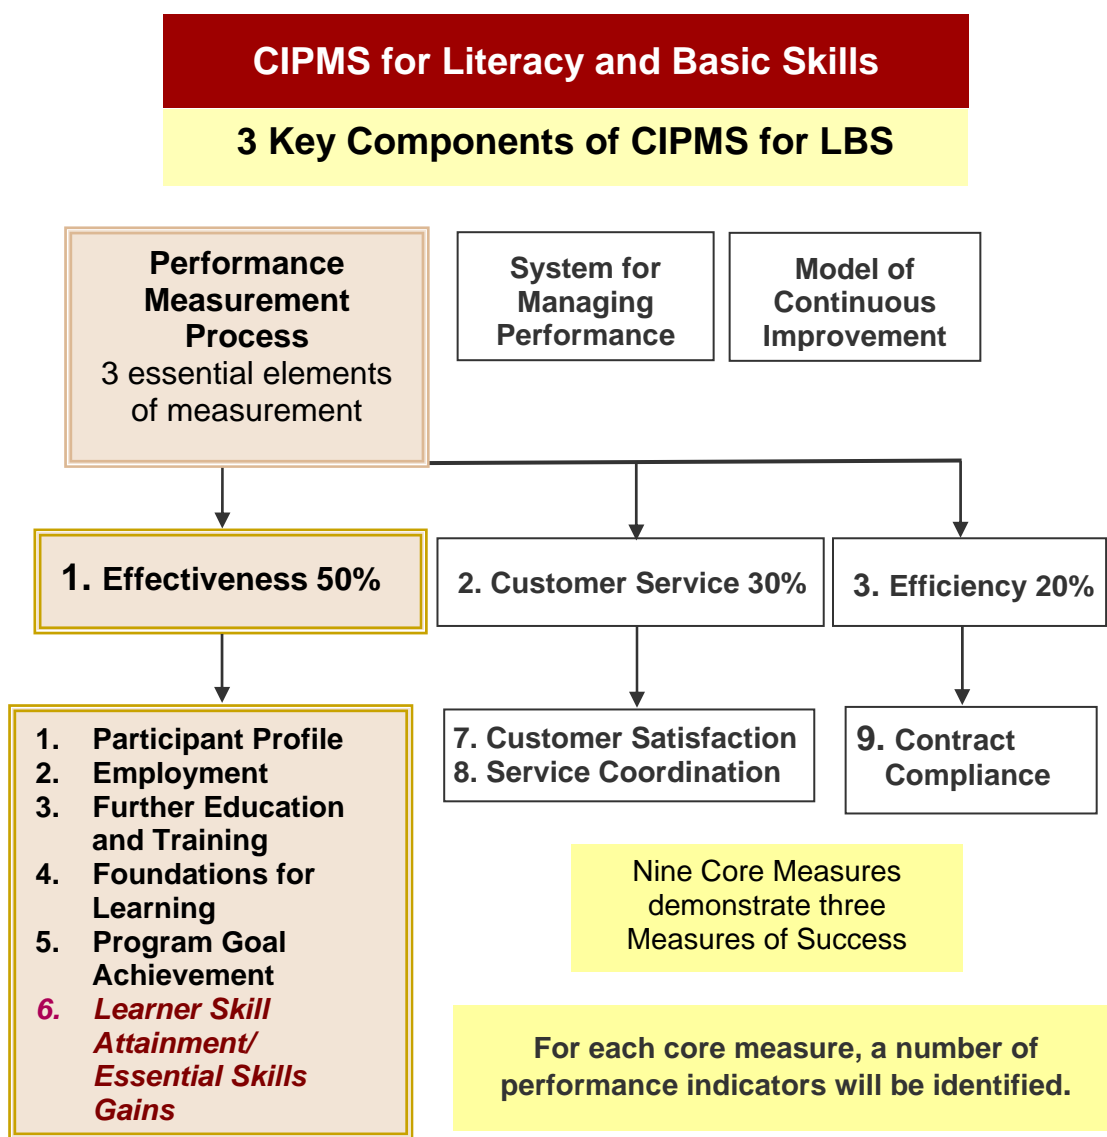 CIPMS for Literacy and Basic Skills
3 Key Components of CIPMS for LBS
Performance
Measurement
Process
3 essential elements
of measurement
System for
Managing
Performance
Model of
Continuous
Improvement
1. Effectiveness 50%
2. Customer Service 30%
3. Efficiency 20%
1. Participant Profile
2. Employment
3. Further Education
and Training
4. Foundations for
Learning
5. Program Goal
Achievement
6. Learner Skill
Attainment/
Essential Skills
Gains
7. Customer Satisfaction
8. Service Coordination
9. Contract
Compliance
Nine Core Measures
demonstrate three
Measures of Success
For each core measure, a number of
performance indicators will be identified.